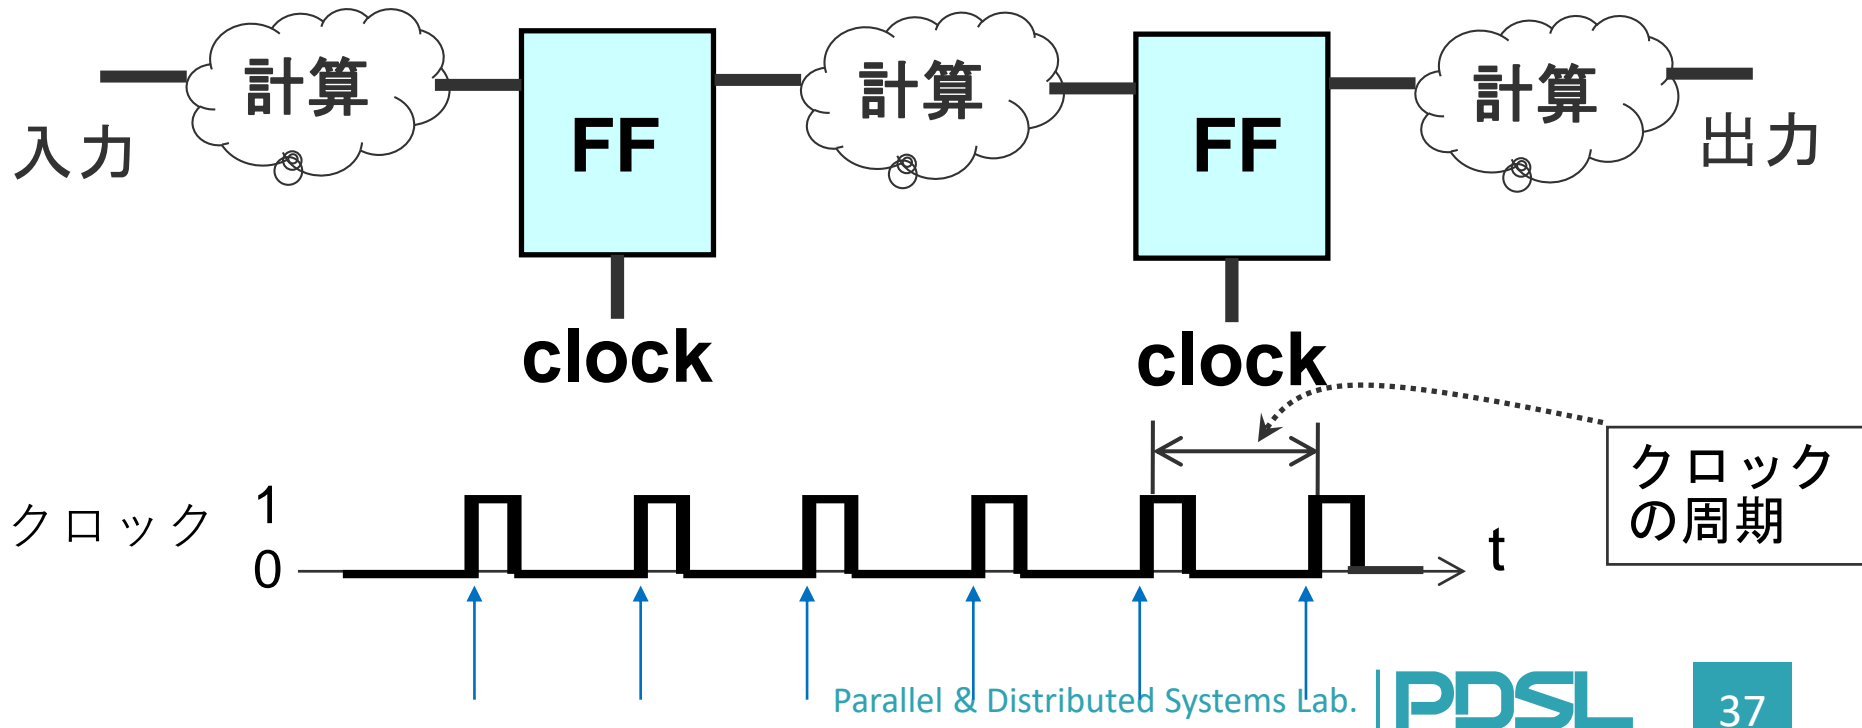 計算
FF
計算
FF
計算
入力
出力
clock
clock
クロック
の周期
クロック
1
0
t
Parallel & Distributed Systems Lab.
PDSL
37